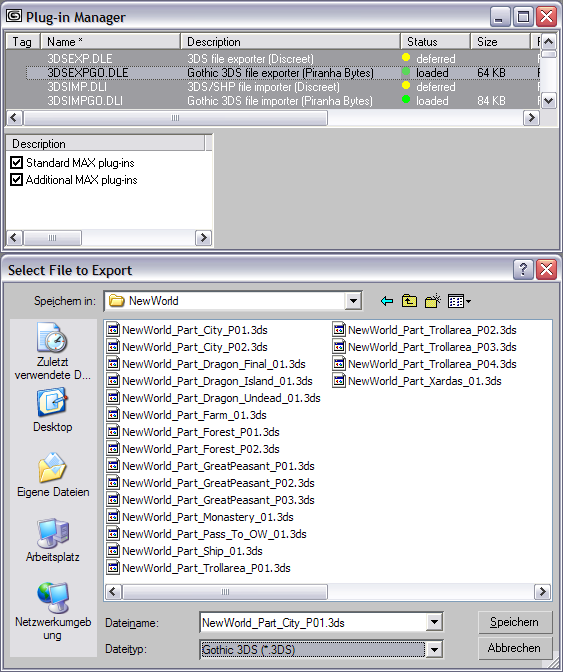 Plug-in Manager
Tag Name * Description Status Size F
3DSEXP.DLE 3DS file exporter (Discreet) deferred
3DSEXPGO.DLE Gothic 3DS file exporter (Piranha Bytes) loaded 64 KB F
3DSIMP.DLI 3DS/SHP file importer (Discreet) deferred
3DSIMPGO.DLI Gothic 3DS file importer (Piranha Bytes) loaded 84 KB F
Description
Standard MAX plug-ins
Additional MAX plug-ins
Select File to Export
Speichern in: NewWorld
Zuletzt
verwendete D...
Desktop
Eigene Dateien
Arbeitsplatz
Netzwerkumgeb
ung
NewWorld_Part_City_P01.3ds
NewWorld_Part_City_P02.3ds
NewWorld_Part_Dragon_Final_01.3ds
NewWorld_Part_Dragon_Island_01.3ds
NewWorld_Part_Dragon_Undead_01.3ds
NewWorld_Part_Farm_01.3ds
NewWorld_Part_Forest_P01.3ds
NewWorld_Part_Forest_P02.3ds
NewWorld_Part_GreatPeasant_P01.3ds
NewWorld_Part_GreatPeasant_P02.3ds
NewWorld_Part_GreatPeasant_P03.3ds
NewWorld_Part_Monastery_01.3ds
NewWorld_Part_Pass_To_OW_01.3ds
NewWorld_Part_Ship_01.3ds
NewWorld_Part_Trollarea_P01.3ds
NewWorld_Part_Trollarea_P02.3ds
NewWorld_Part_Trollarea_P03.3ds
NewWorld_Part_Trollarea_P04.3ds
NewWorld_Part_Xardas_01.3ds
Dateiname: NewWorld_Part_City_P01.3ds Speichern
Dateityp: Gothic 3DS (*.3DS) Abbrechen